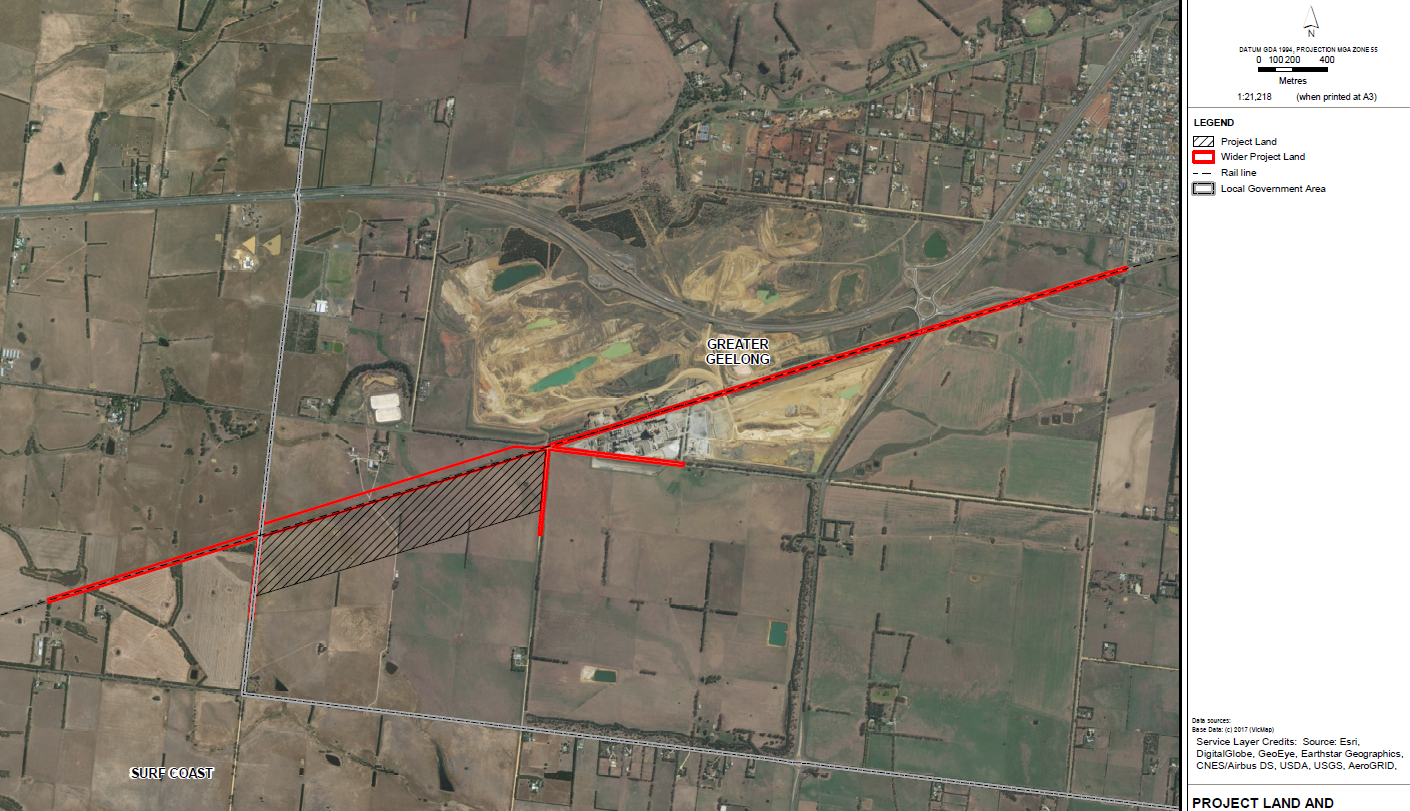 N
DATUM GDA 1994, PROJECTION MGA ZONE 55
0 100 200 400
Metres
1:21,218 (when printed at A3)
LEGEND
Project Land
Wider Project Land
Rail line
Local Government Area
GREATER
GEELONG
SURF COAST
Data sources:
Base Data: (c) 2017 (VicMap)
Service Layer Credits: Source: Esri,
DigitalGlobe, GeoEye, Earthstar Geographics,
CNES/Airbus DS, USDA, USGS, AeroGRID,
PROJECT LAND AND